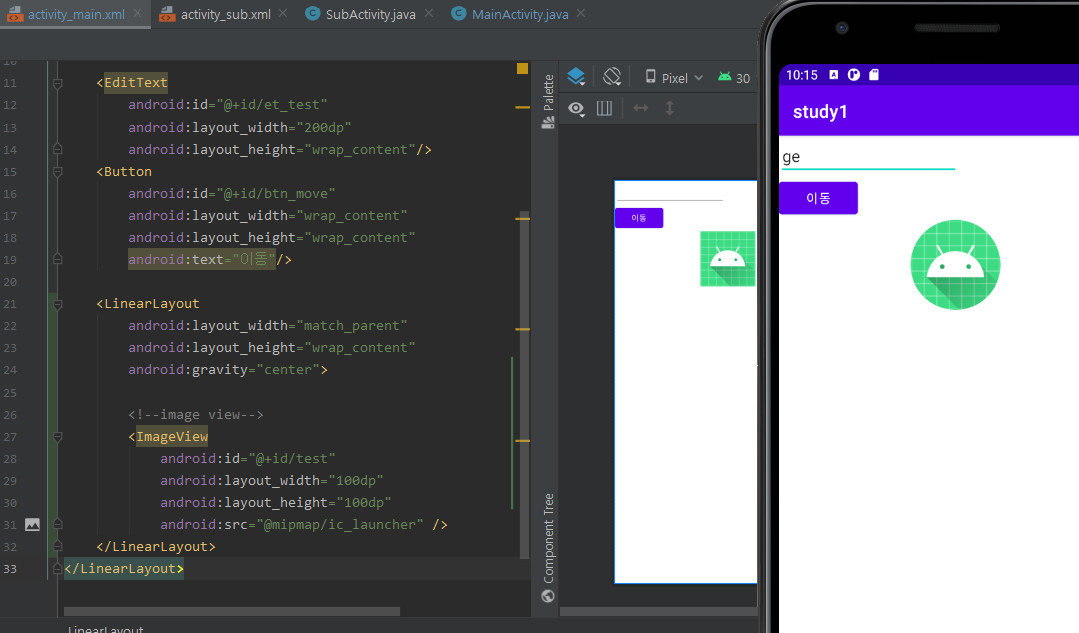 activity_main.xml activity_sub.xml SubActivity.java MainActivity.java
11 <EditText
12 android:id="@+id/et_test"
13 android:layout_width="200dp"
14 android:layout_height="wrap_content"/>
15 <Button
16 android:id="@+id/btn_move"
17 android:layout_width="wrap_content"
18 android:layout_height="wrap_content"
19 android:text="이동"/>
20
21 <LinearLayout
22 android:layout_width="match_parent"
23 android:layout_height="wrap_content"
24 android:gravity="center">
25
26 <!--image view-->
27 <ImageView
28 android:id="@+id/test"
29 android:layout_width="100dp"
30 android:layout_height="100dp"
31 android:src="@mipmap/ic_launcher" />
32 </LinearLayout>
33 </LinearLayout>
LinearLayout
Palette
Component Tree
Pixel 30
이동
10:15
study1
ge
이동